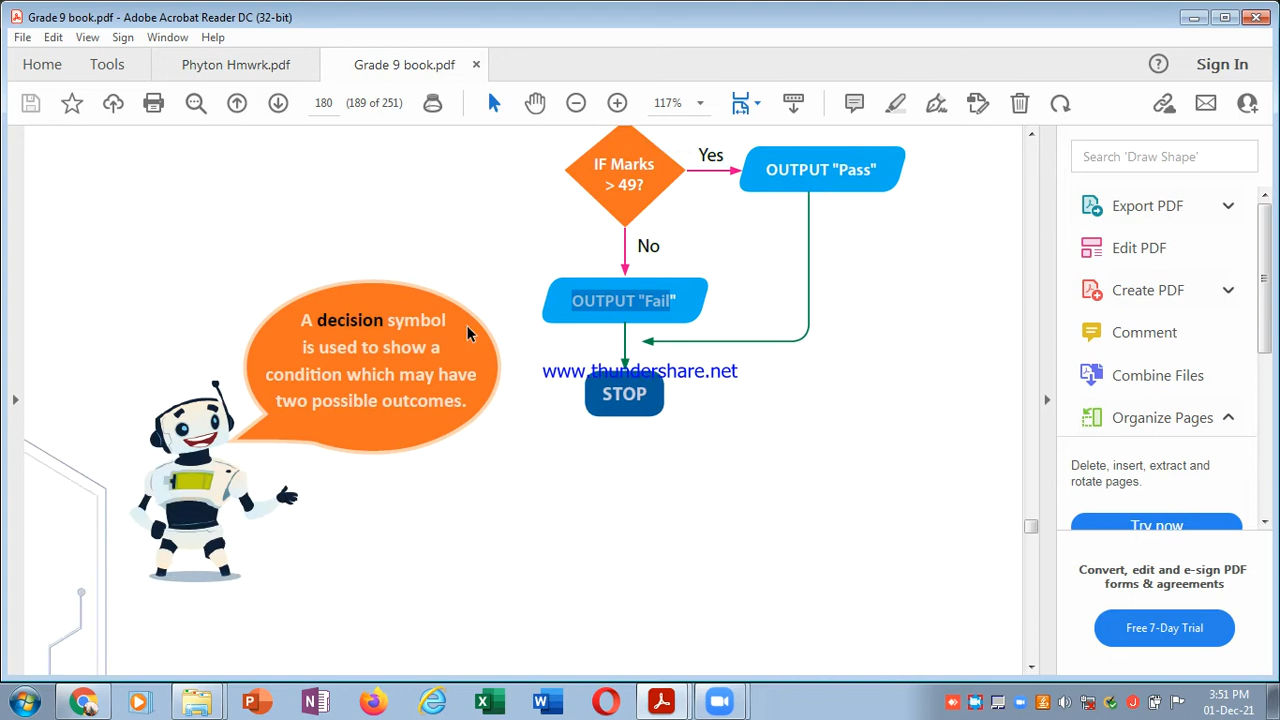 Grade 9 book.pdf - Adobe Acrobat Reader DC (32-bit)
File Edit View Sign Window Help
Home Tools Phyton Hmwrk.pdf Grade 9 book.pdf × Sign In
180 (189 of 251) 117%
IF Marks
> 49?
Yes
OUTPUT "Pass"
No
OUTPUT "Fail"
A decision symbol
is used to show a
condition which may have
two possible outcomes.
www.thundershare.net
STOP
Search 'Draw Shape'
Export PDF
Edit PDF
Create PDF
Comment
Combine Files
Organize Pages
Delete, insert, extract and
rotate pages.
Try now
Convert, edit and e-sign PDF
forms & agreements
Free 7-Day Trial
3:51 PM
01-Dec-21